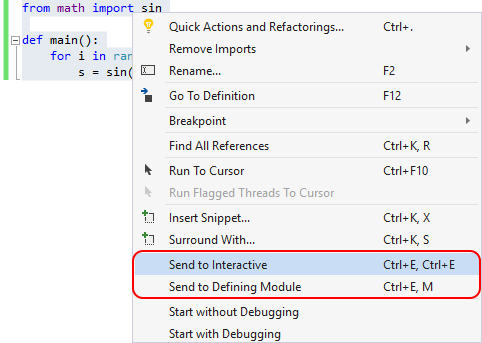 from math import sin
def main():
for i in ran
s = sin(
Quick Actions and Refactorings... Ctrl+.
Remove Imports
Rename... F2
Go To Definition F12
Breakpoint
Find All References Ctrl+K, R
Run To Cursor Ctrl+F10
Run Flagged Threads To Cursor
Insert Snippet... Ctrl+K, X
Surround With... Ctrl+K, S
Send to Interactive Ctrl+E, Ctrl+E
Send to Defining Module Ctrl+E, M
Start without Debugging
Start with Debugging